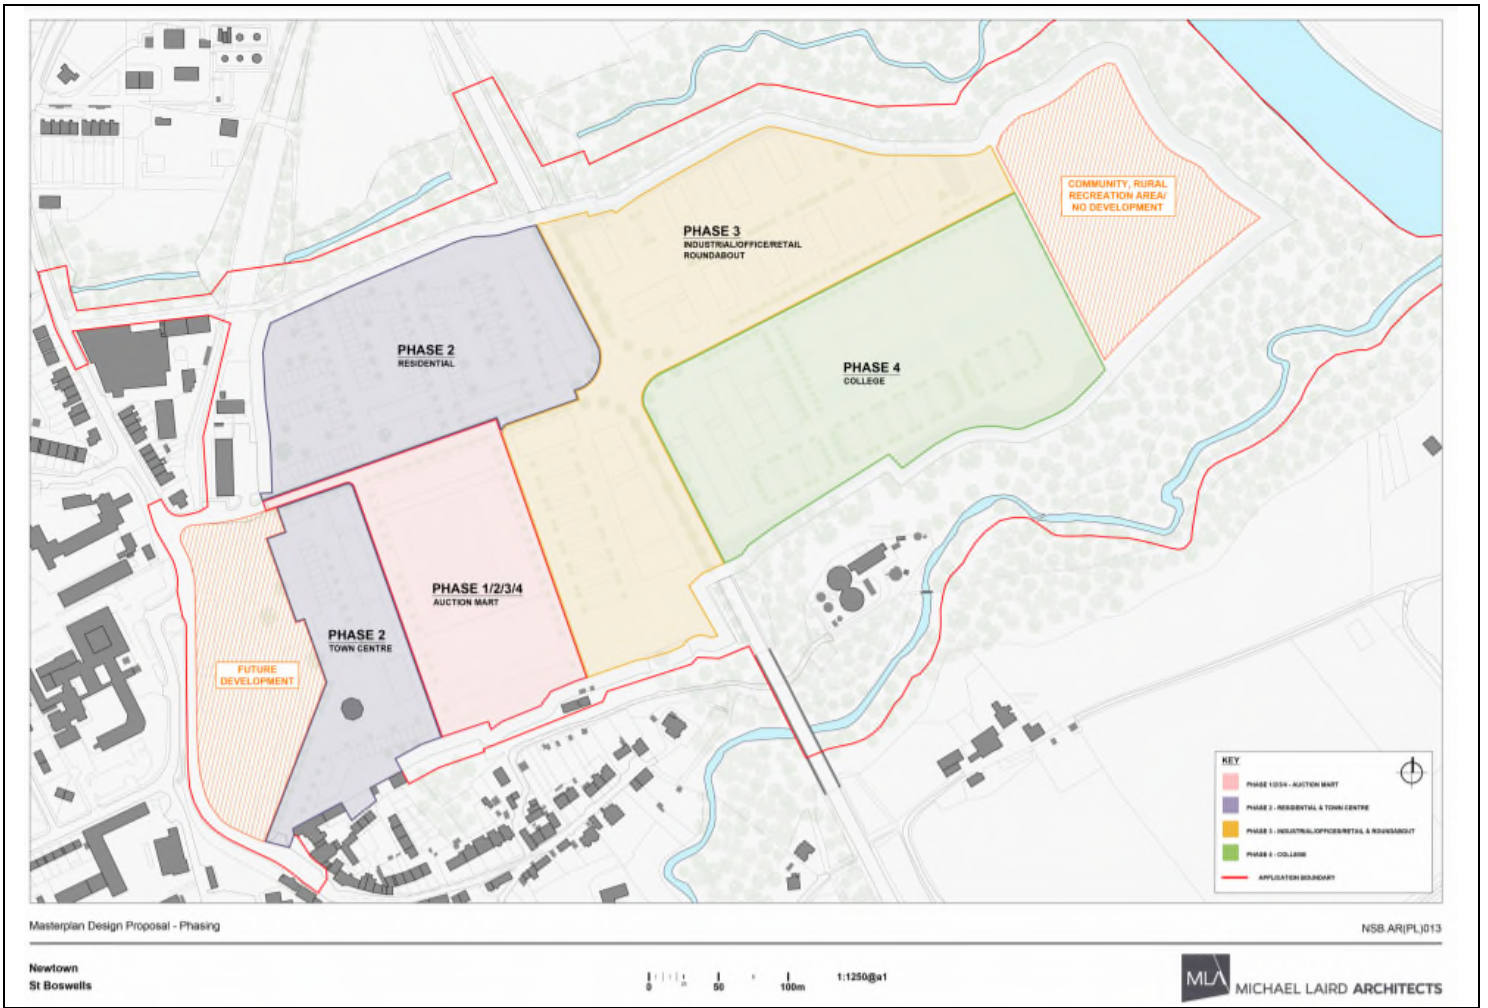 COMMUNITY, RURAL
RECREATION AREA/
NO DEVELOPMENT
PHASE 3
INDUSTRIAL/OFFICE/RETAIL
ROUNDABOUT
PHASE 2
RESIDENTIAL
PHASE 4
COLLEGE
PHASE 1/2/3/4
AUCTION MART
PHASE 2
TOWN CENTRE
FUTURE
DEVELOPMENT
KEY
PHASE 1/2/3/4 - AUCTION MART
PHASE 2 - RESIDENTIAL & TOWN CENTRE
PHASE 3 - INDUSTRIAL/OFFICES/RETAIL & ROUNDABOUT
PHASE 4 - COLLEGE
APPLICATION BOUNDARY
Masterplan Design Proposal - Phasing
NSB.AR(PL)013
Newtown
St Boswells
0 25 50 100m
1:1250@a1
MLA MICHAEL LAIRD ARCHITECTS